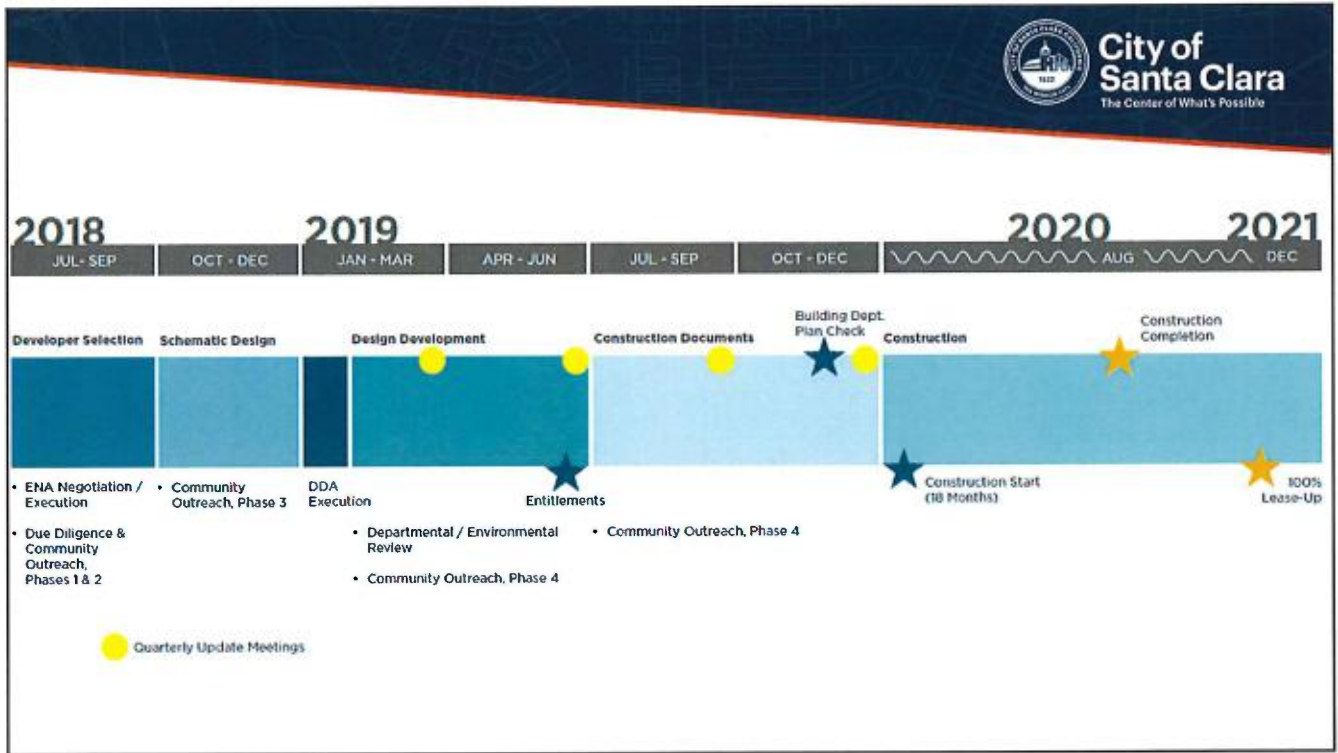 City of
Santa Clara
The Center of What's Possible
2018
2019
2020
2021
JUL- SEP
OCT - DEC
JAN - MAR
APR - JUN
JUL - SEP
OCT - DEC
AUG
DEC
Developer Selection
Schematic Design
Design Development
Construction Documents
Building Dept.
Plan Check
Construction
Construction
Completion
• ENA Negotiation /
Execution
• Due Diligence &
Community
Outreach,
Phases 1 & 2
• Community
Outreach, Phase 3
DDA
Execution
Entitlements
• Departmental / Environmental
Review
• Community Outreach, Phase 4
• Community Outreach, Phase 4
Construction Start
(18 Months)
100%
Lease-Up
Quarterly Update Meetings